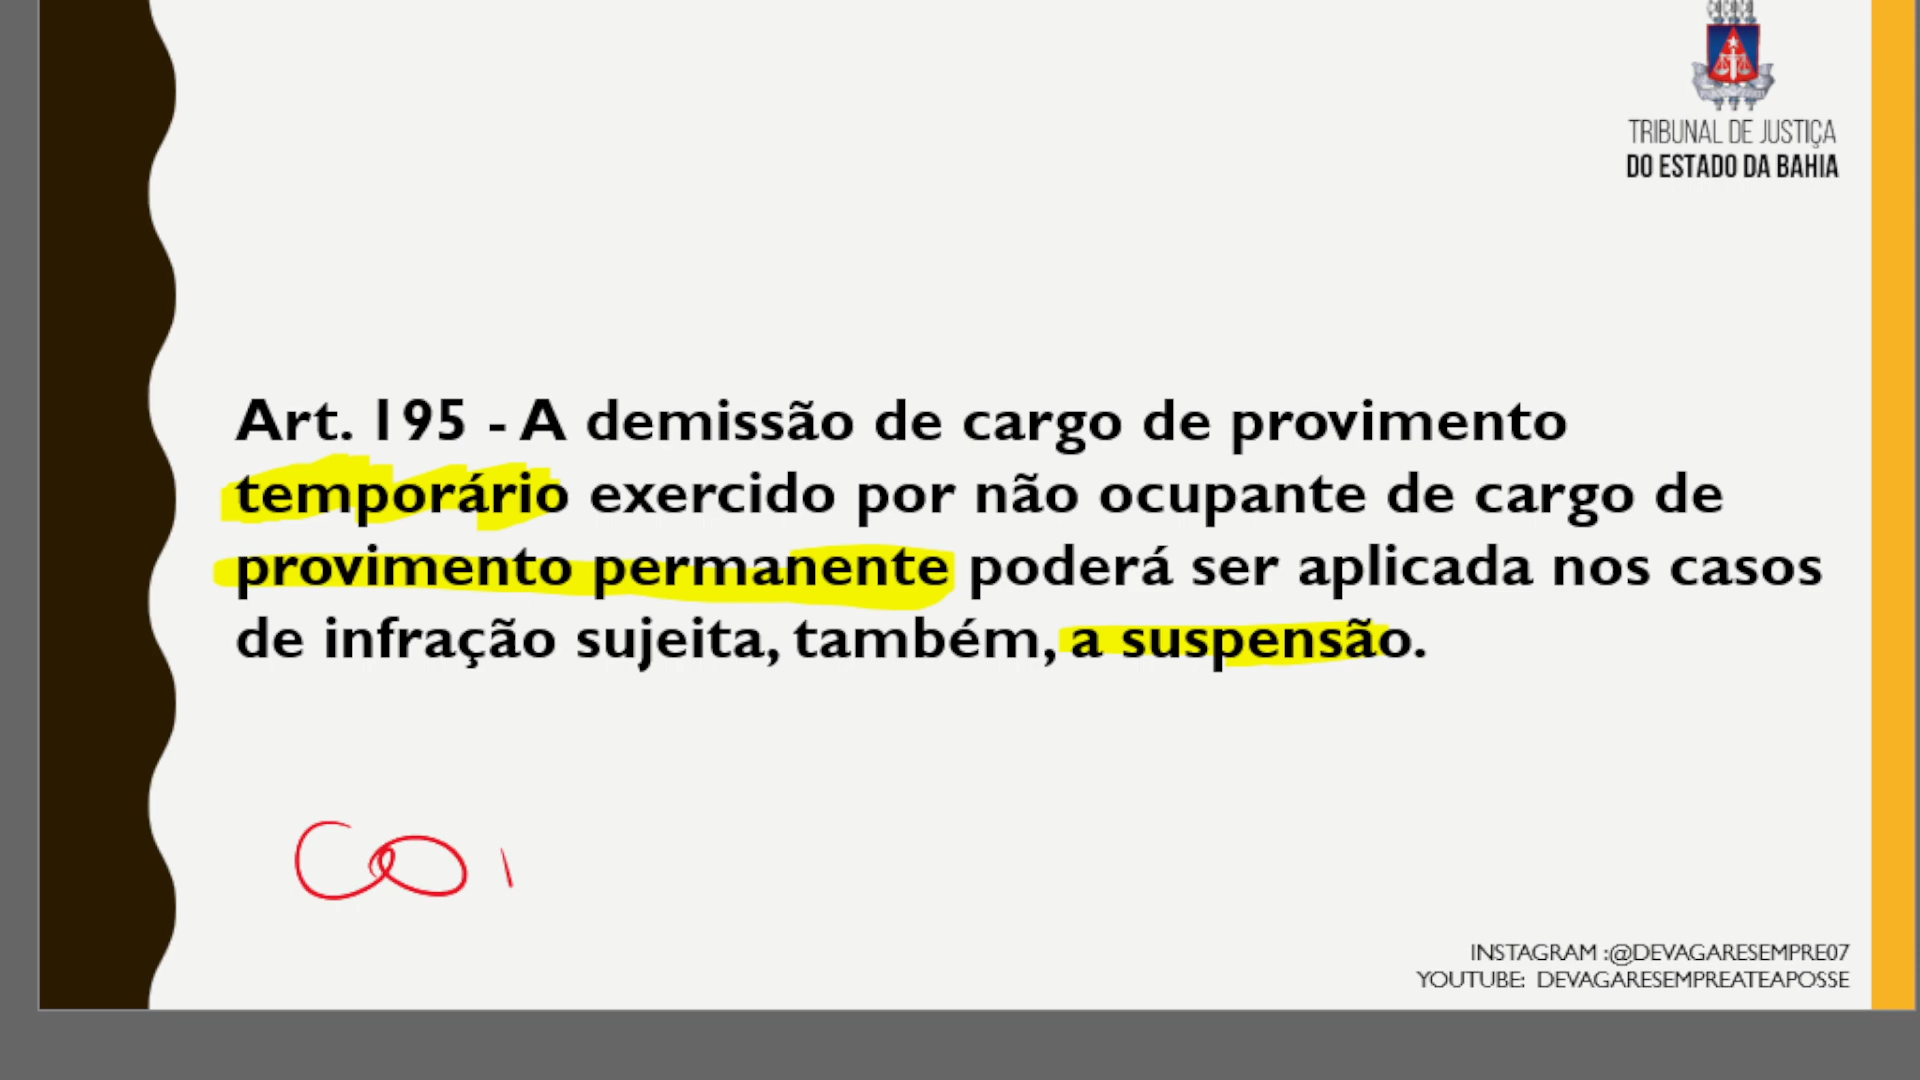 TRIBUNAL DE JUSTIÇA
DO ESTADO DA BAHIA
Art. 195 - A demissão de cargo de provimento
temporário exercido por não ocupante de cargo de
provimento permanente poderá ser aplicada nos casos
de infração sujeita, também, a suspensão.
INSTAGRAM :@DEVAGARESEMPRE07
YOUTUBE: DEVAGARESEMPREATEAPOSSE